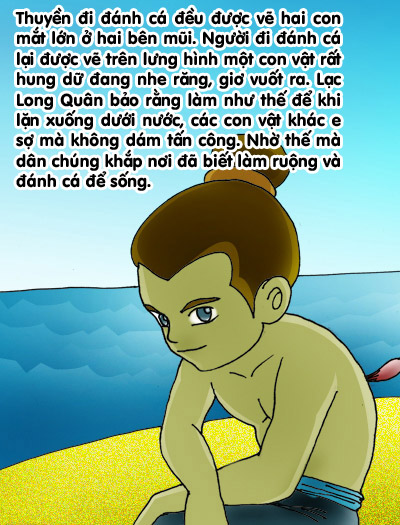 Thuyền đi đánh cá đều được vẽ hai con
mắt lớn ở hai bên mũi. Người đi đánh cá
lại được vẽ trên lưng hình một con vật rất
hung dữ đang nhe răng, giơ vuốt ra. Lạc
Long Quân bảo rằng làm như thế để khi
lặn xuống dưới nước, các con vật khác e
sợ mà không dám tấn công. Nhờ thế mà
dân chúng khắp nơi đã biết làm ruộng và
đánh cá để sống.